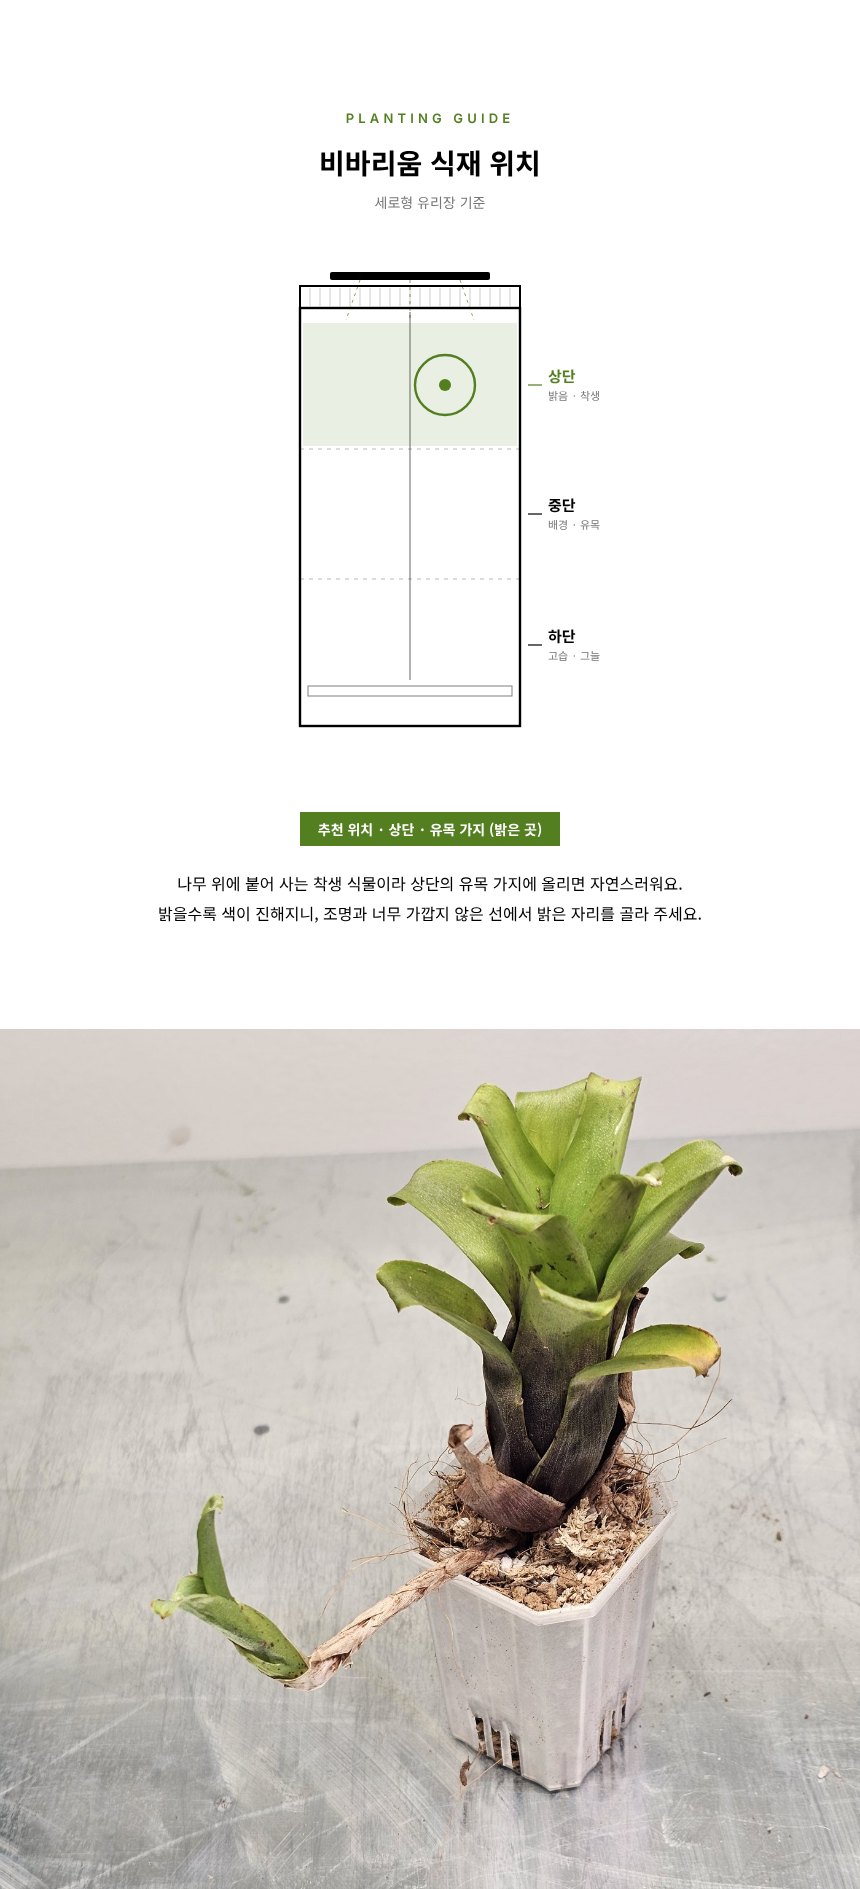 PLANTING GUIDE
비바리움 식재 위치
세로형 유리장 기준
상단
밝음 · 착생
중단
배경 · 유목
하단
고습 · 그늘
추천 위치 · 상단 · 유목 가지 (밝은 곳)
나무 위에 붙어 사는 착생 식물이라 상단의 유목 가지에 올리면 자연스러워요.
밝을수록 색이 진해지니, 조명과 너무 가깝지 않은 선에서 밝은 자리를 골라 주세요.